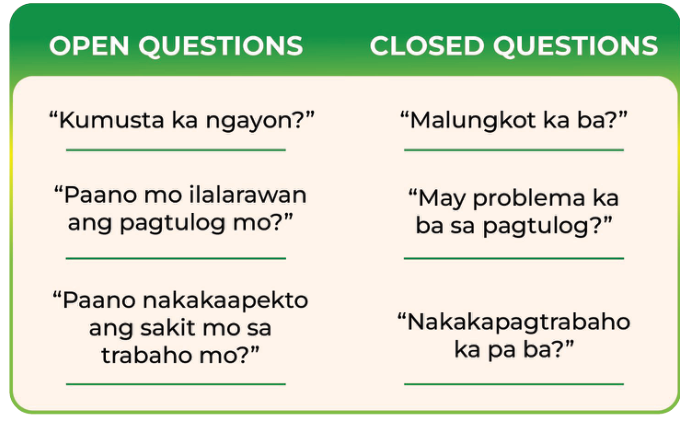 OPEN QUESTIONS
CLOSED QUESTIONS
“Kumusta ka ngayon?”
“Malungkot ka ba?”
“Paano mo ilalarawan
ang pagtulog mo?”
“May problema ka
ba sa pagtulog?”
“Paano nakakaapekto
ang sakit mo sa
trabaho mo?”
“Nakakapagtrabaho
ka pa ba?”